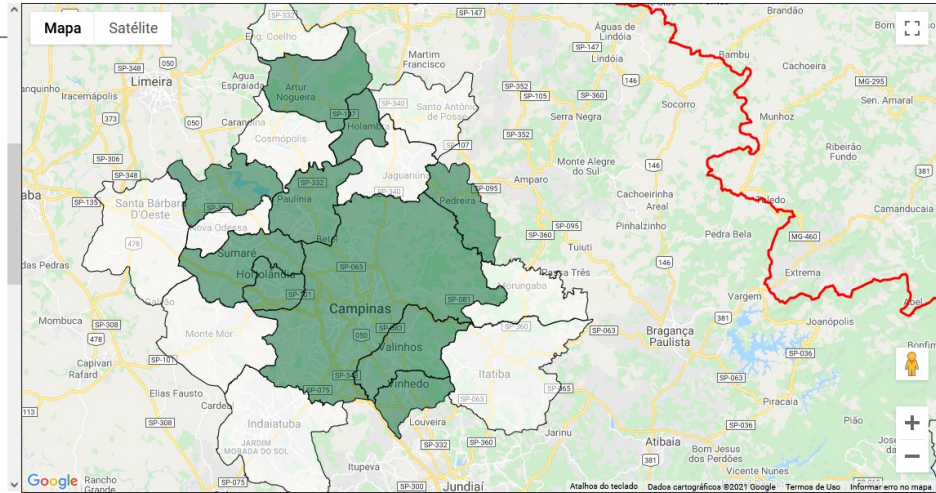 Mapa Satélite
SP-332
SP-147
Brandão
Águas de
Lindóia
Eng. Coelho
SP-147
Bambu
Martim
Francisco
Lindóia
Cachoeira
SP-348
050
Limeira
Agua
Espraiada
Artur
Nogueira
146
MG-295
Iracemápolis
SP-340
SP-352
SP-105
SP-360
Socorro
Sen. Amaral
Santo Antônio
de Posse
Serra Negra
Munhoz
373
050
Holambra
SP-352
Cosmópolis
SP-107
Ribeirão
Fundo
SP-306
SP-348
Monte Alegre
do Sul
146
381
SP-332
Jaguariúna
SP-340
SP-095
Amparo
SP-135
Santa Bárbara
D'Oeste
Paulínia
Pedreira
Cachoeirinha
Areal
Toledo
Camanducaia
Nova Odessa
SP-360
SP-095
Pinhalzinho
478
Betel
Pedra Bela
MG-460
Sumaré
Tuiuti
das Pedras
Hortolândia
SP-065
146
Extrema
Morungaba
SP-101
SP-081
Vargem
Abel
Mombuca
SP-308
Campinas
381
Joanópolis
478
Monte Mor
050
SP-083
SP-360
SP-063
Bragança
Paulista
Capivari
SP-101
Valinhos
SP-036
Rafard
Itatiba
SP-063
Elias Fausto
SP-075
Vinhedo
SP-063
SP-065
Piracaia
SP-308
Louveira
Indaiatuba
Jarinu
SP-036
Pião
JARDIM
MORADA DO SOL
SP-332
SP-360
Atibaia
Itupeva
381
Bom Jesus
dos Perdões
Vicente Nunes
Google
Rancho
Grande
SP-075
SP-300
Jundiaí
Atalhos do teclado Dados cartográficos ©2021 Google Termos de Uso Informar erro no mapa